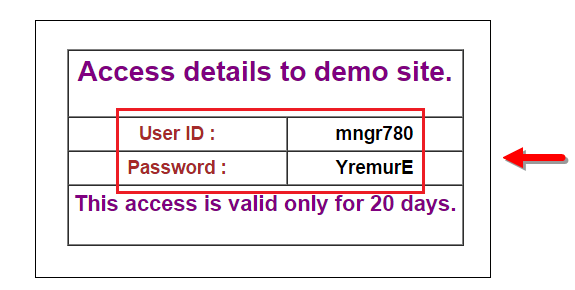 Access details to demo site.
User ID : mngr780
Password : YremurE
This access is valid only for 20 days.